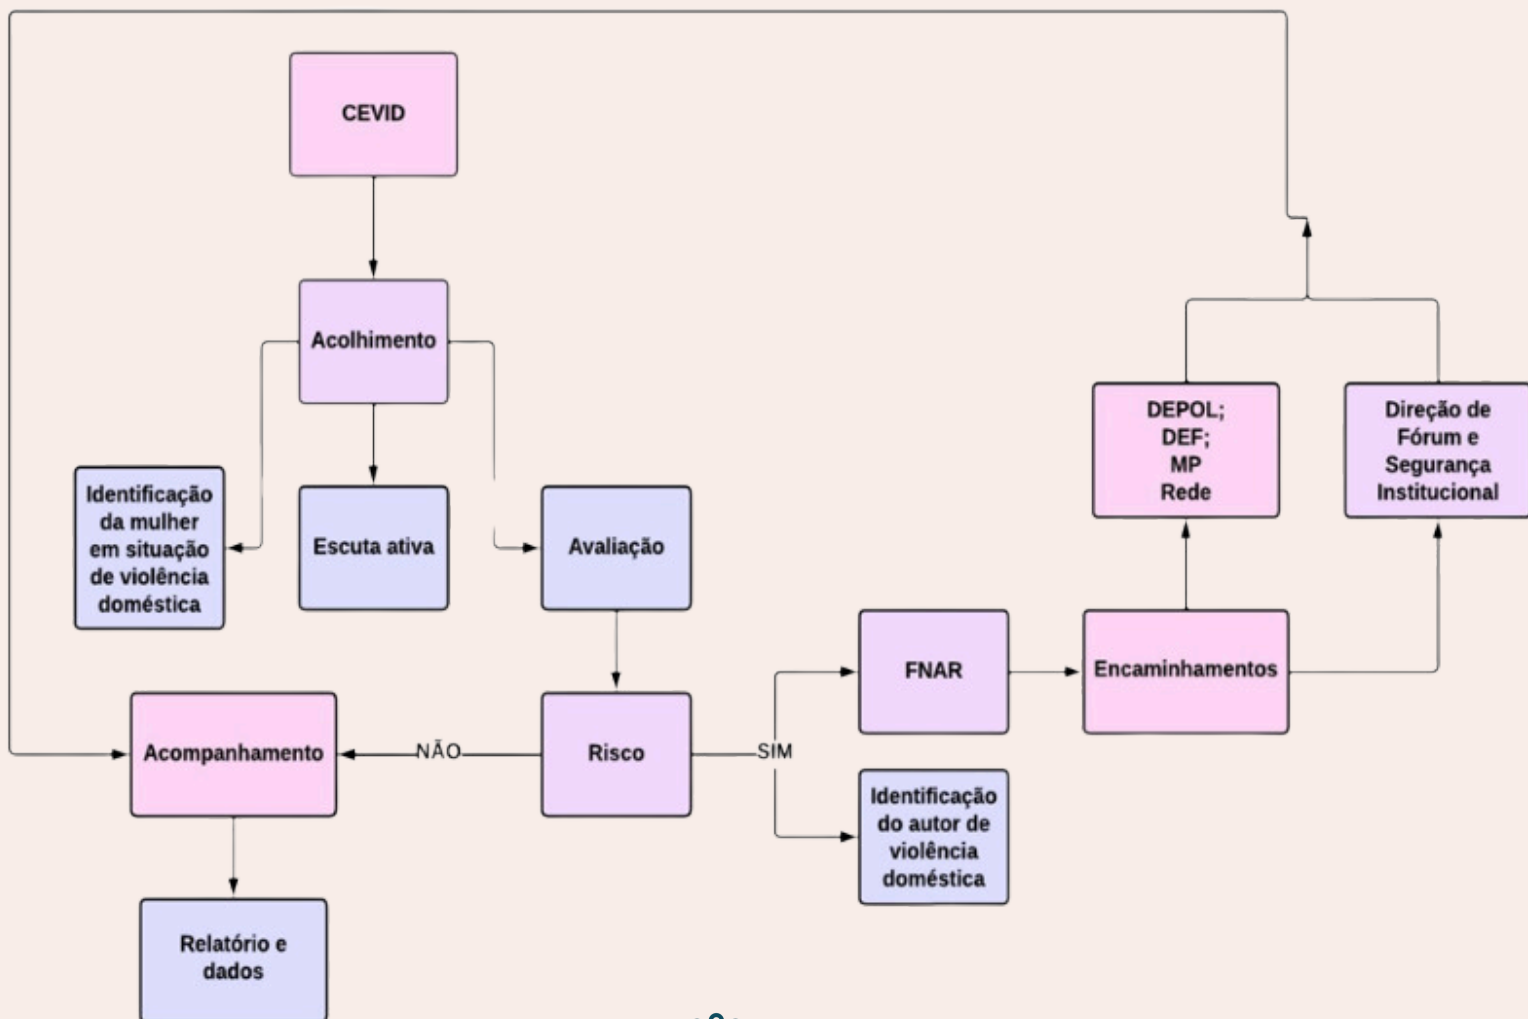 CEVID
Acolhimento
Identificação
da mulher
em situação
de violência
doméstica
Escuta ativa
Avaliação
DEPOL;
DEF;
MP
Rede
Direção de
Fórum e
Segurança
Institucional
FNAR
Encaminhamentos
Acompanhamento
NÃO
Risco
SIM
Identificação
do autor de
violência
doméstica
Relatório e
dados